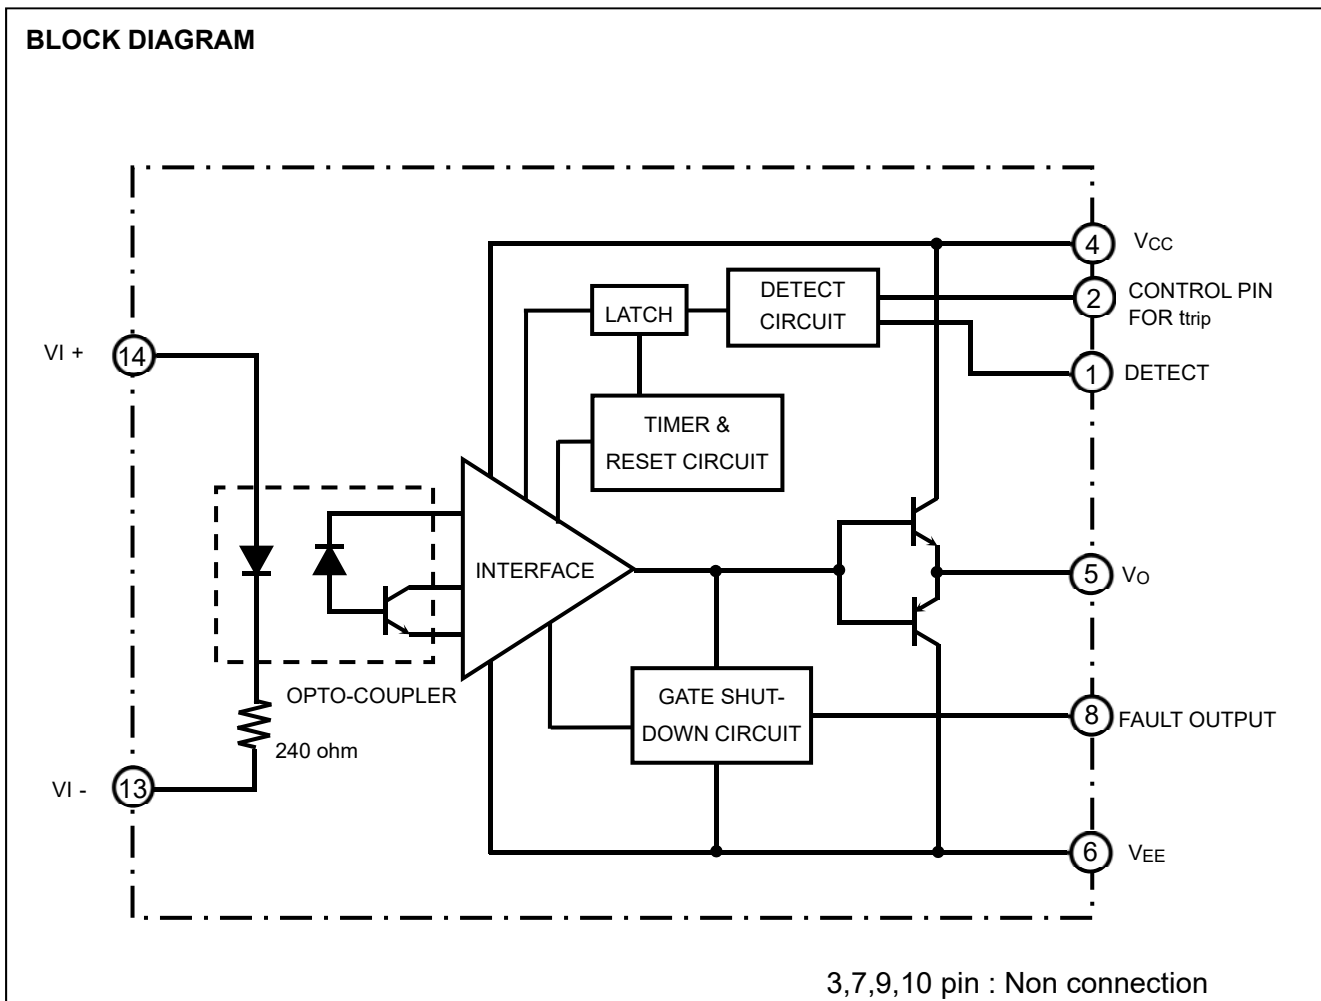 BLOCK DIAGRAM
4
VCC
2
CONTROL PIN
FOR ttrip
DETECT
CIRCUIT
LATCH
14
VI +
1
DETECT
TIMER &
RESET CIRCUIT
INTERFACE
5
VO
OPTO-COUPLER
GATE SHUT-
DOWN CIRCUIT
8
FAULT OUTPUT
240 ohm
13
VI -
6
VEE
3,7,9,10 pin : Non connection